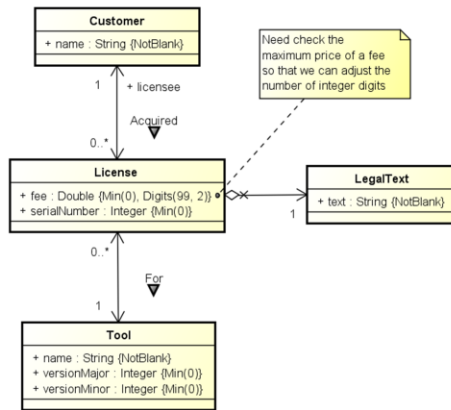 Customer
+ name : String {NotBlank}
Need check the
maximum price of a fee
so that we can adjust the
number of integer digits
1
+ licensee
Acquired
0..*
License
+ fee : Double {Min(0), Digits(99, 2)}
+ serialNumber : Integer {Min(0)}
LegalText
+ text : String {NotBlank}
1
0..*
For
1
Tool
+ name : String {NotBlank}
+ versionMajor : Integer {Min(0)}
+ versionMinor : Integer {Min(0)}